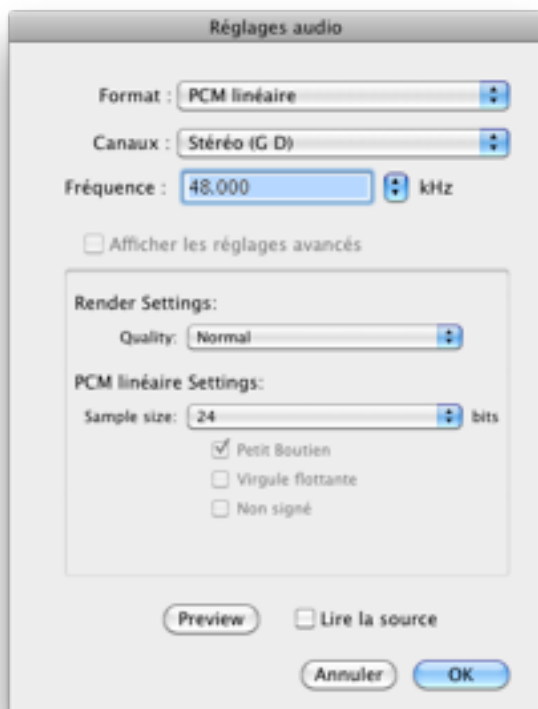 Réglages audio
Format : PCM linéaire
Canaux : Stéréo (G D)
Fréquence : 48.000 kHz
Afficher les réglages avancés
Render Settings:
Quality: Normal
PCM linéaire Settings:
Sample size: 24 bits
Petit Boutien
Virgule flottante
Non signé
Preview Lire la source
Annuler OK